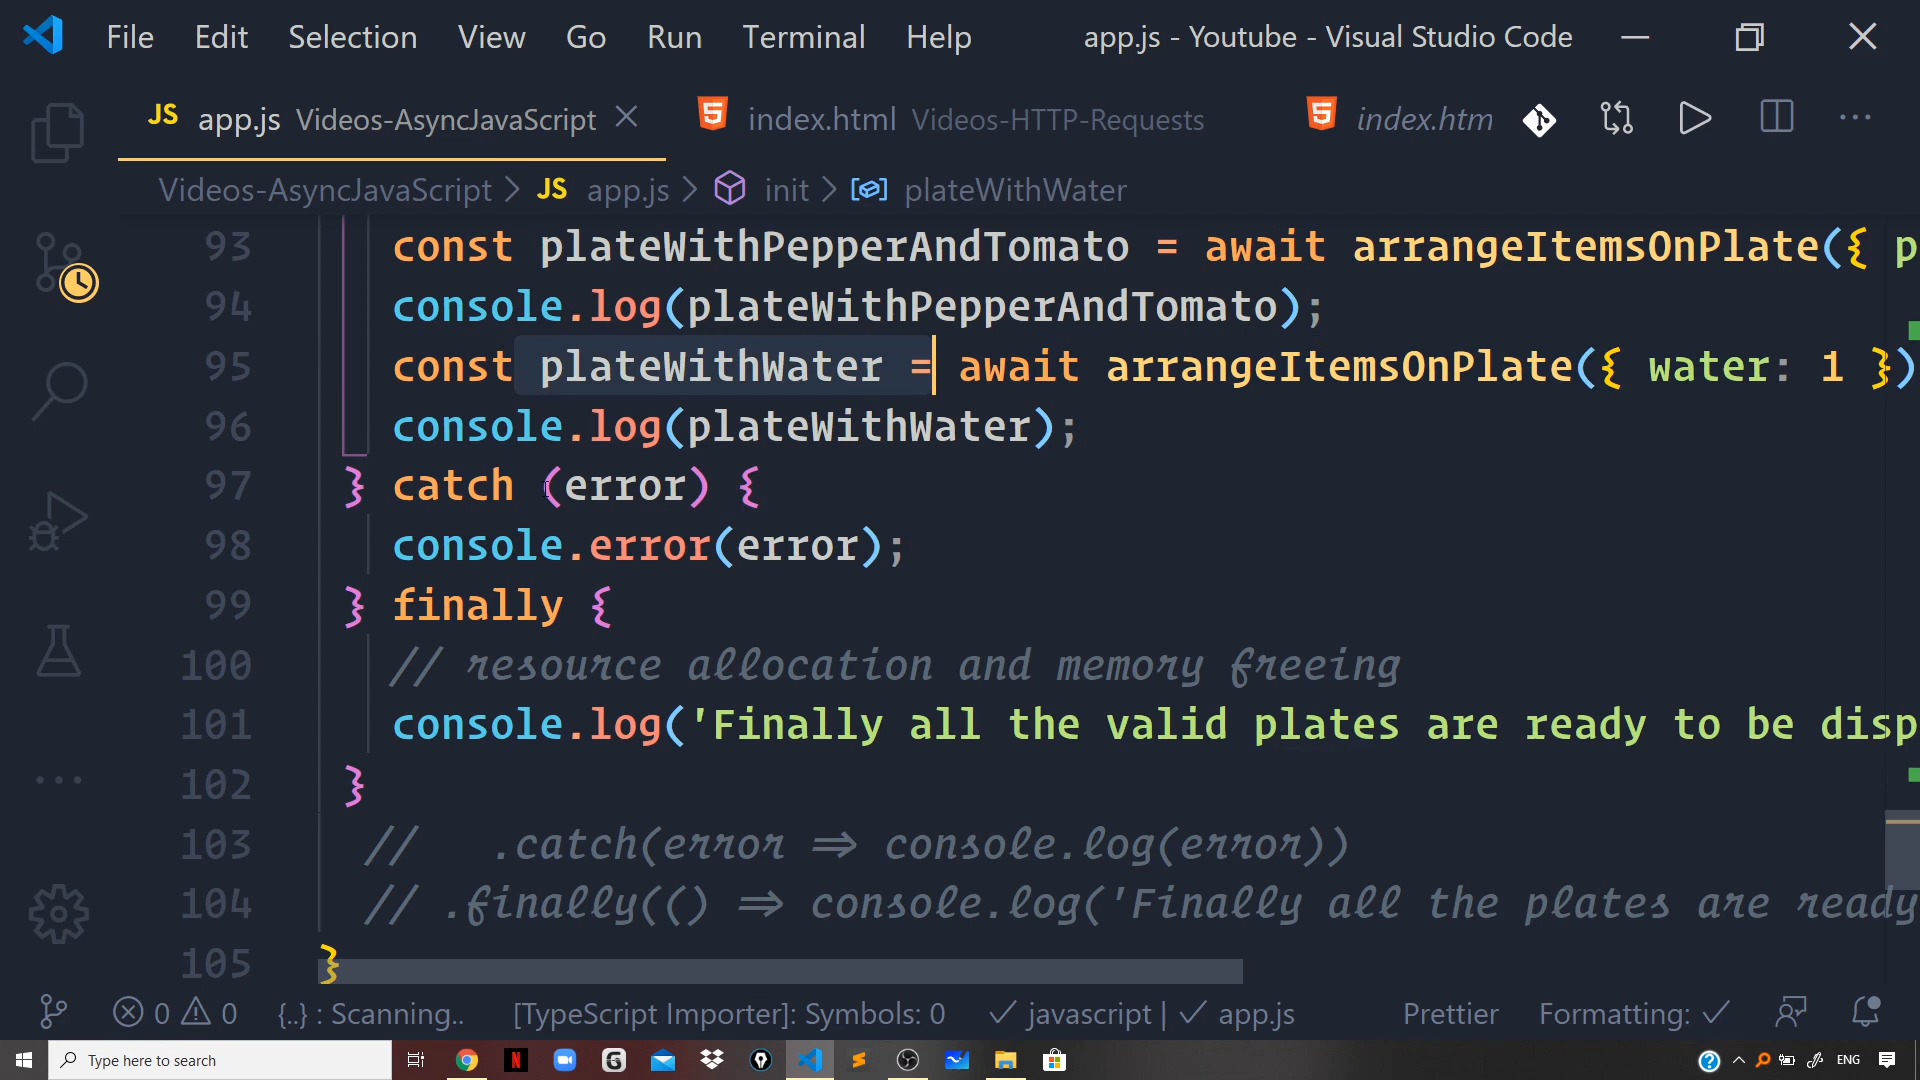 File Edit Selection View Go Run Terminal Help app.js - Youtube - Visual Studio Code
JS app.js Videos-AsyncJavaScript index.html Videos-HTTP-Requests index.htm
Videos-AsyncJavaScript > JS app.js > init > plateWithWater
93 const plateWithPepperAndTomato = await arrangeItemsOnPlate({ p
94 console.log(plateWithPepperAndTomato);
95 const plateWithWater = await arrangeItemsOnPlate({ water: 1 })
96 console.log(plateWithWater);
97 } catch (error) {
98 console.error(error);
99 } finally {
100 // resource allocation and memory freeing
101 console.log('Finally all the valid plates are ready to be disp
102 }
103 // .catch(error => console.log(error))
104 // .finally(() => console.log('Finally all the plates are ready
105 }
0 0 {..} : Scanning.. [TypeScript Importer]: Symbols: 0 ✓ javascript | ✓ app.js Prettier Formatting: ✓
Type here to search ENG